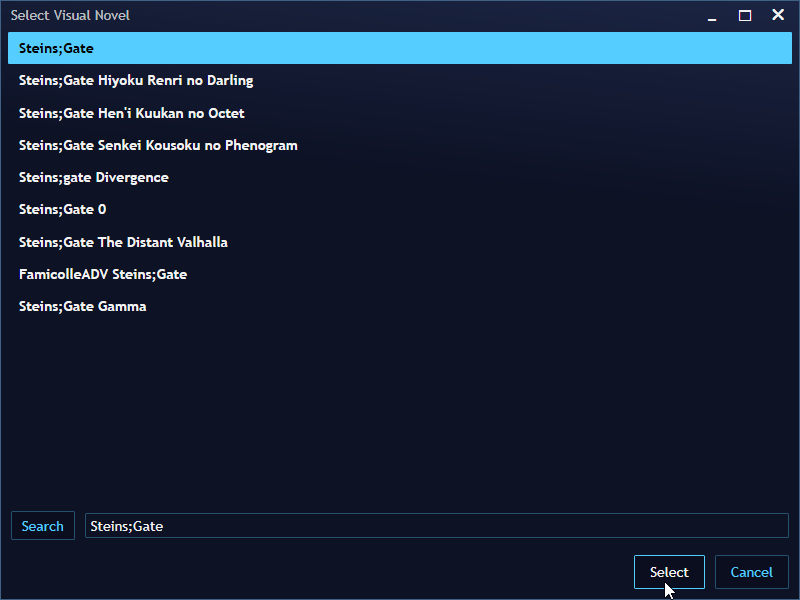 Select Visual Novel
Steins;Gate
Steins;Gate Hiyoku Renri no Darling
Steins;Gate Hen'i Kuukan no Octet
Steins;Gate Senkei Kousoku no Phenogram
Steins;gate Divergence
Steins;Gate 0
Steins;Gate The Distant Valhalla
FamicolleADV Steins;Gate
Steins;Gate Gamma
Search Steins;Gate
Select Cancel